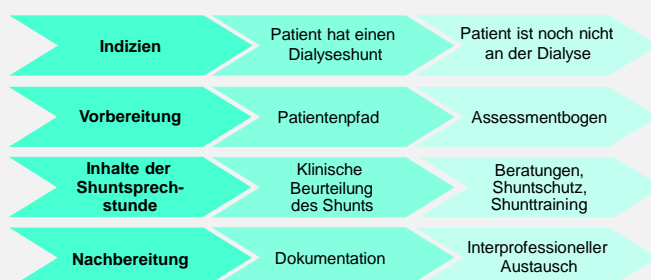 Indizien
Patient hat einen
Dialyseshunt
Patient ist noch nicht
an der Dialyse
Vorbereitung
Patientenpfad
Assessmentbogen
Inhalte der
Shuntsprech-
stunde
Klinische
Beurteilung
des Shunts
Beratungen,
Shuntschutz,
Shunttraining
Nachbereitung
Dokumentation
Interprofessioneller
Austausch